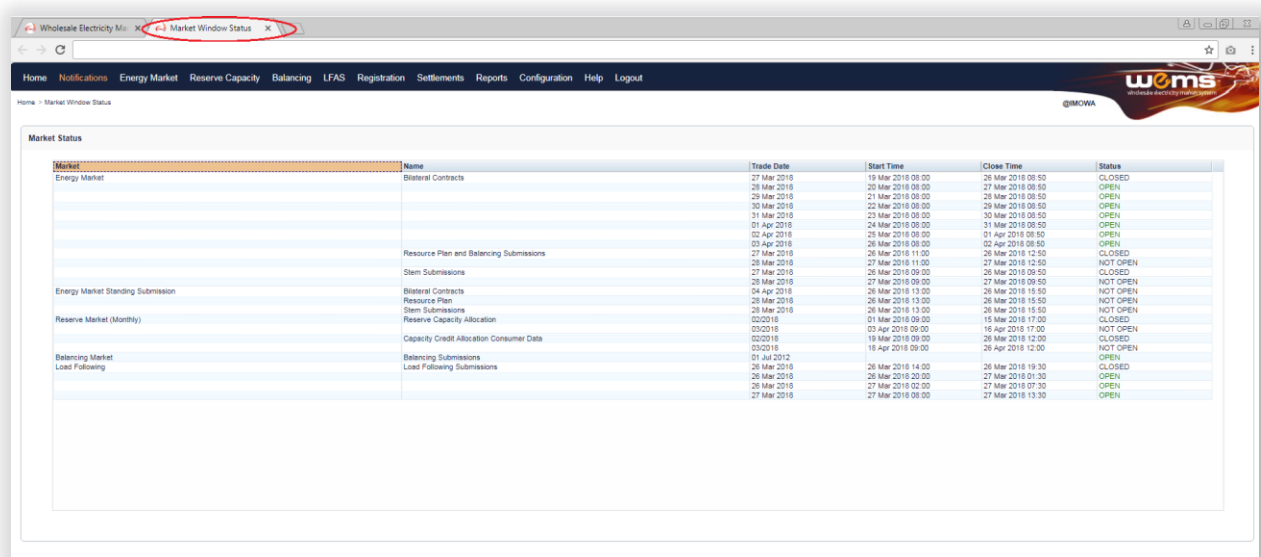 Wholesale Electricity Ma Market Window Status
Home Notifications Energy Market Reserve Capacity Balancing LFAS Registration Settlements Reports Configuration Help Logout
wems
wholesale electricity market system
Home > Market Window Status
@IMOWA
Market Status
Market Name Trade Date Start Time Close Time Status
Energy Market Bilateral Contracts 27 Mar 2018 19 Mar 2018 08:00 26 Mar 2018 08:50 CLOSED
28 Mar 2018 20 Mar 2018 08:00 27 Mar 2018 08:50 OPEN
29 Mar 2018 21 Mar 2018 08:00 28 Mar 2018 08:50 OPEN
30 Mar 2018 22 Mar 2018 08:00 29 Mar 2018 08:50 OPEN
31 Mar 2018 23 Mar 2018 08:00 30 Mar 2018 08:50 OPEN
01 Apr 2018 24 Mar 2018 08:00 31 Mar 2018 08:50 OPEN
02 Apr 2018 25 Mar 2018 08:00 01 Apr 2018 08:50 OPEN
03 Apr 2018 26 Mar 2018 08:00 02 Apr 2018 08:50 OPEN
Resource Plan and Balancing Submissions 27 Mar 2018 26 Mar 2018 11:00 26 Mar 2018 12:50 CLOSED
28 Mar 2018 27 Mar 2018 11:00 27 Mar 2018 12:50 NOT OPEN
Stem Submissions 27 Mar 2018 26 Mar 2018 09:00 26 Mar 2018 09:50 CLOSED
28 Mar 2018 27 Mar 2018 09:00 27 Mar 2018 09:50 NOT OPEN
Energy Market Standing Submission Bilateral Contracts 04 Apr 2018 26 Mar 2018 13:00 26 Mar 2018 15:50 NOT OPEN
Resource Plan 28 Mar 2018 26 Mar 2018 13:00 26 Mar 2018 15:50 NOT OPEN
Stem Submissions 28 Mar 2018 26 Mar 2018 13:00 26 Mar 2018 15:50 NOT OPEN
Reserve Market (Monthly) Reserve Capacity Allocation 02/2018 01 Mar 2018 09:00 15 Mar 2018 17:00 CLOSED
03/2018 03 Apr 2018 09:00 16 Apr 2018 17:00 NOT OPEN
Capacity Credit Allocation Consumer Data 02/2018 19 Mar 2018 09:00 26 Mar 2018 12:00 CLOSED
03/2018 18 Apr 2018 09:00 26 Apr 2018 12:00 NOT OPEN
Balancing Market Balancing Submissions 01 Jul 2012 OPEN
Load Following Load Following Submissions 26 Mar 2018 26 Mar 2018 14:00 26 Mar 2018 19:30 CLOSED
26 Mar 2018 26 Mar 2018 20:00 27 Mar 2018 01:30 OPEN
26 Mar 2018 27 Mar 2018 02:00 27 Mar 2018 07:30 OPEN
27 Mar 2018 27 Mar 2018 08:00 27 Mar 2018 13:30 OPEN